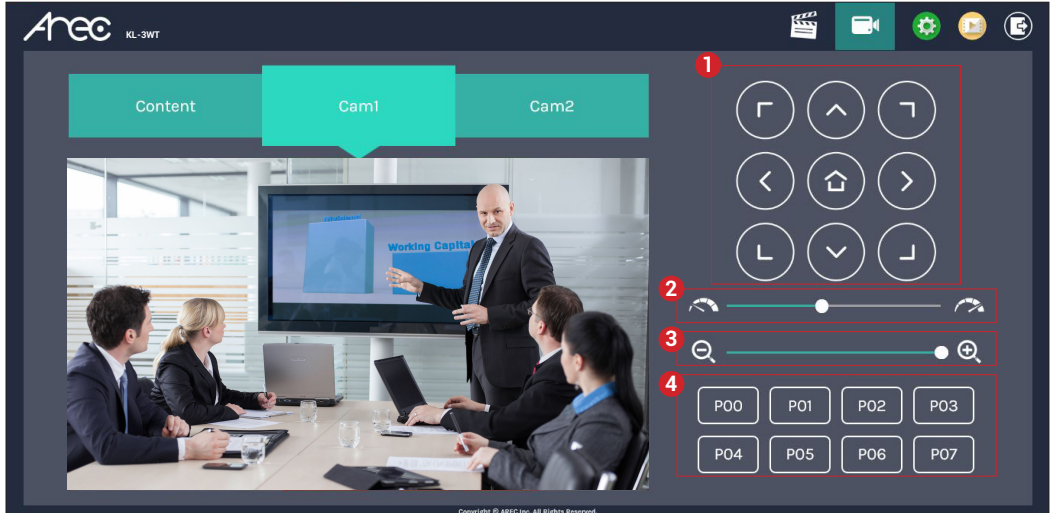 Arec KL-3WT
1
Content Cam1 Cam2
Working Capital
2
3
4
P00 P01 P02 P03
P04 P05 P06 P07
Copyright © AREC Inc. All Rights Reserved.